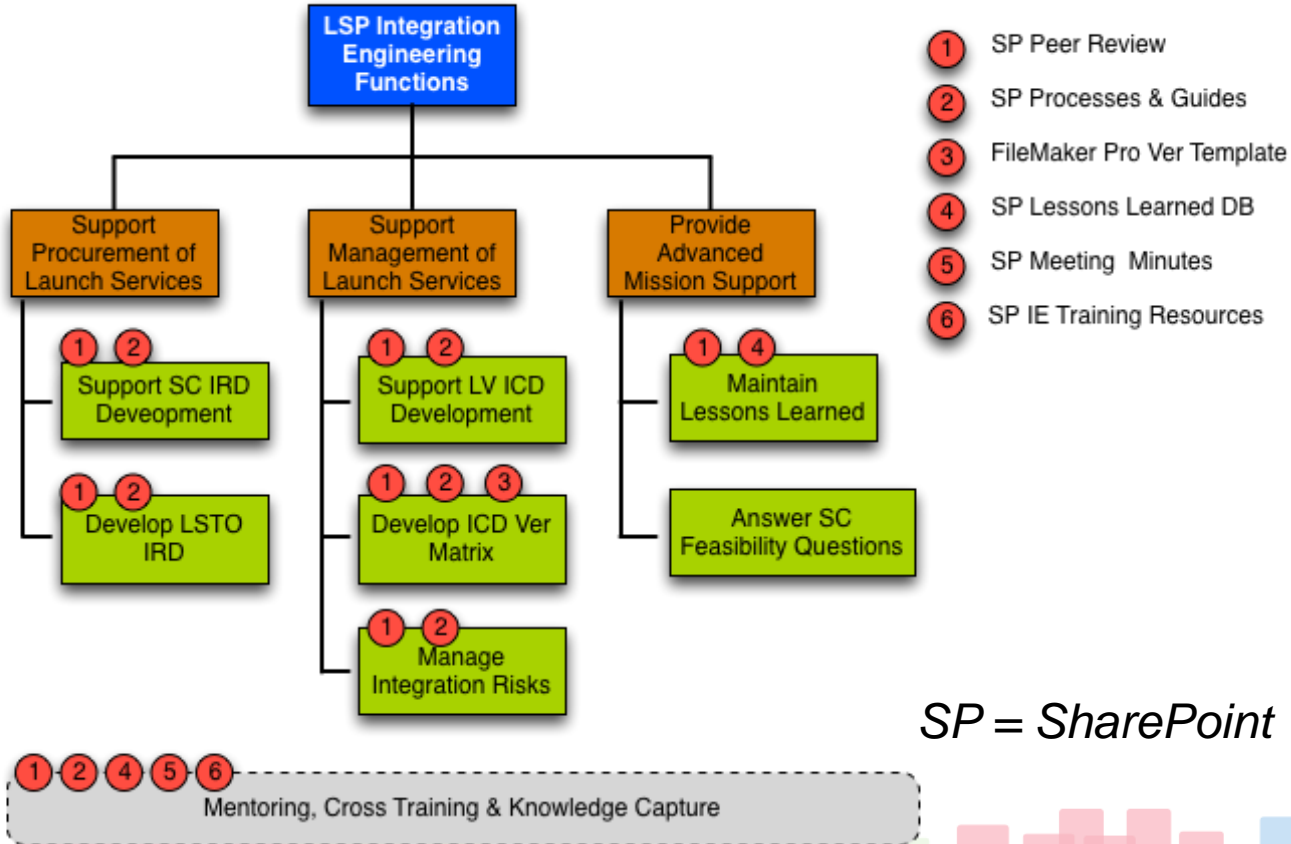 LSP Integration
Engineering
Functions
1 SP Peer Review
2 SP Processes & Guides
3 FileMaker Pro Ver Template
4 SP Lessons Learned DB
5 SP Meeting Minutes
6 SP IE Training Resources
Support
Procurement of
Launch Services
Support
Management of
Launch Services
Provide
Advanced
Mission Support
1 2
Support SC IRD
Deveopment
1 2
Develop LSTO
IRD
1 2
Support LV ICD
Development
1 2 3
Develop ICD Ver
Matrix
1 2
Manage
Integration Risks
1 4
Maintain
Lessons Learned
Answer SC
Feasibility Questions
SP = SharePoint
1 2 4 5 6
Mentoring, Cross Training & Knowledge Capture